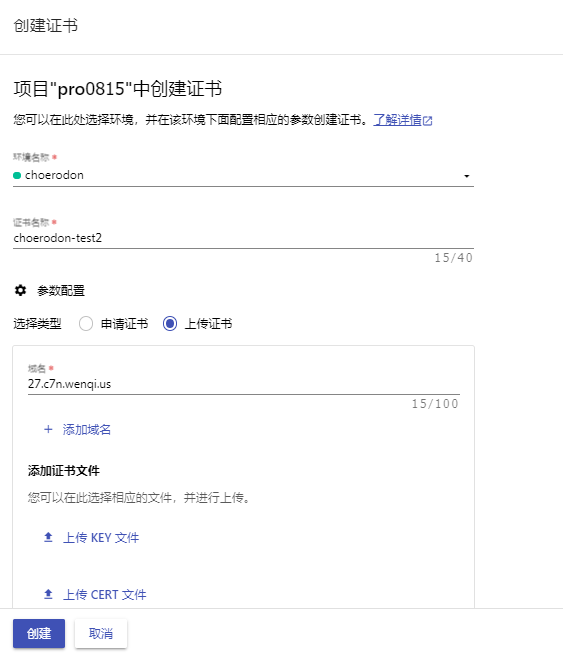 创建证书
项目"pro0815"中创建证书
您可以在此处选择环境，并在该环境下面配置相应的参数创建证书。了解详情
环境名称 *
choerodon
证书名称 *
choerodon-test2
15/40
参数配置
选择类型 申请证书 上传证书
域名 *
27.c7n.wenqi.us
15/100
+ 添加域名
添加证书文件
您可以在此选择相应的文件，并进行上传。
上传 KEY 文件
上传 CERT 文件
创建 取消